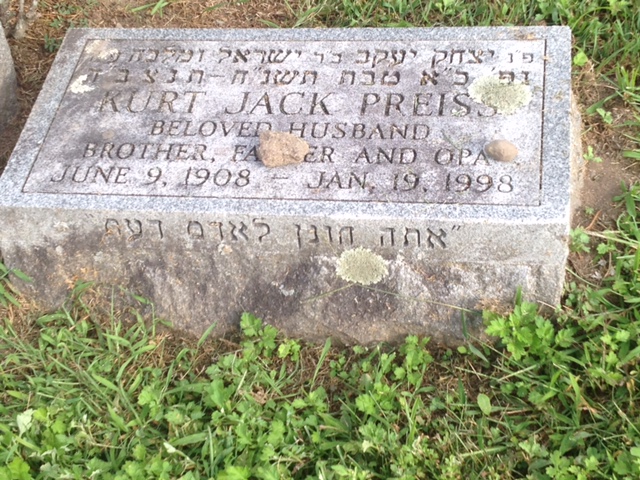 פ״נ יצחק יעקב בר ישראל ומלכה
נפ׳ כ״א טבת תשנ״ח - תנצב״ה
KURT JACK PREISS
BELOVED HUSBAND
BROTHER, FATHER AND OPA
JUNE 9, 1908 - JAN. 19, 1998
"אתה חונן לאדם דעת"